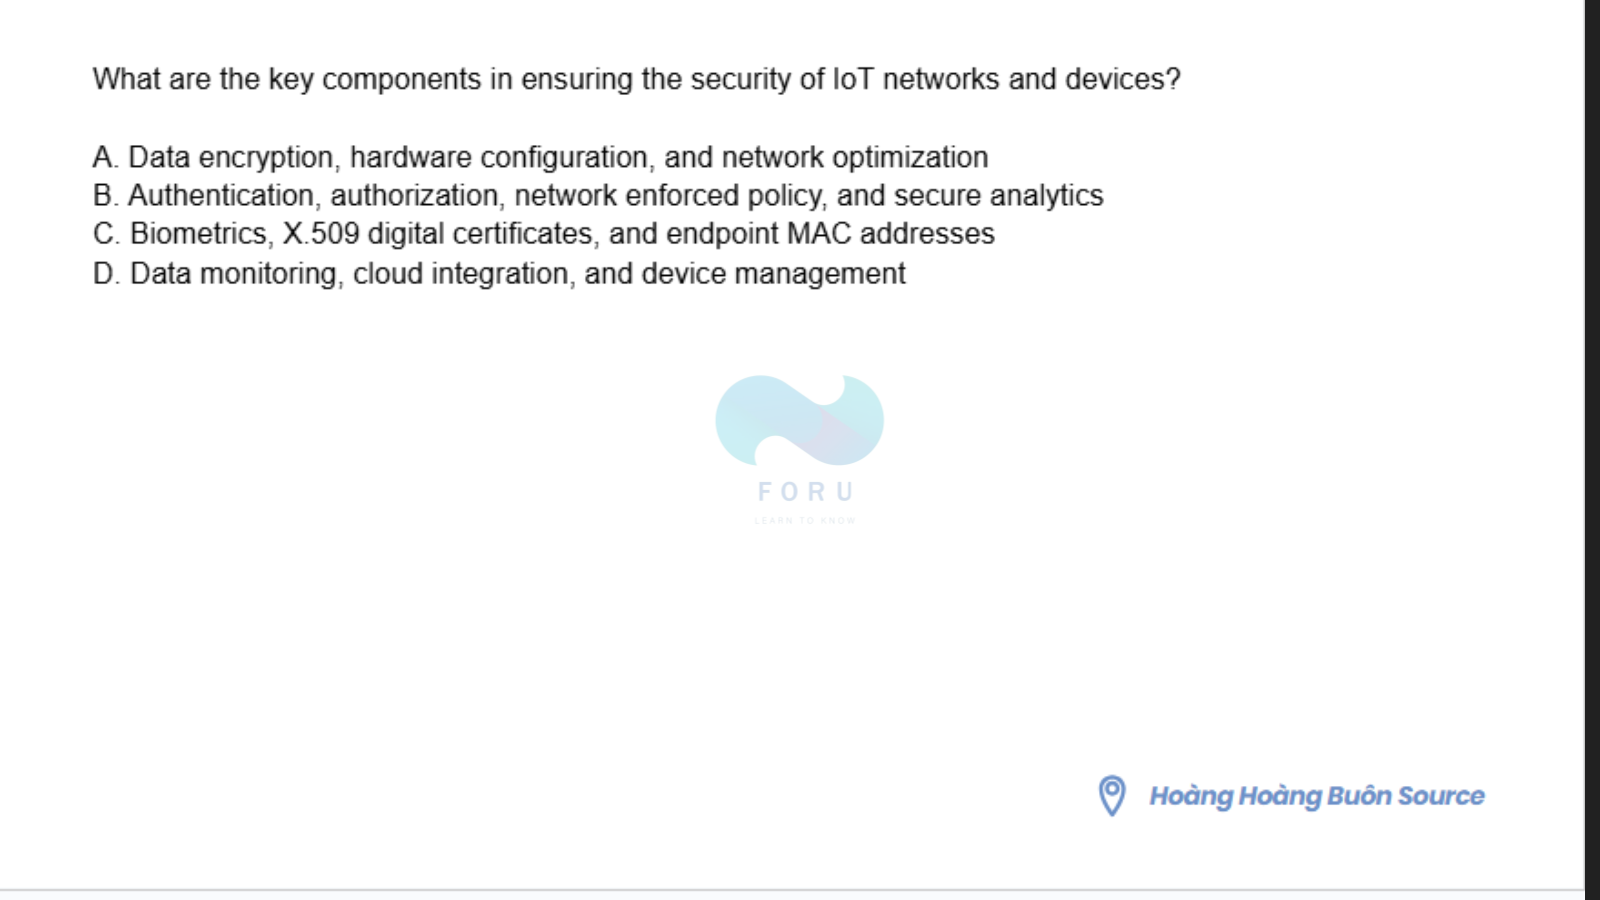 What are the key components in ensuring the security of IoT networks and devices?
A. Data encryption, hardware configuration, and network optimization
B. Authentication, authorization, network enforced policy, and secure analytics
C. Biometrics, X.509 digital certificates, and endpoint MAC addresses
D. Data monitoring, cloud integration, and device management
FORU
LEARN TO KNOW
Hoàng Hoàng Buôn Source